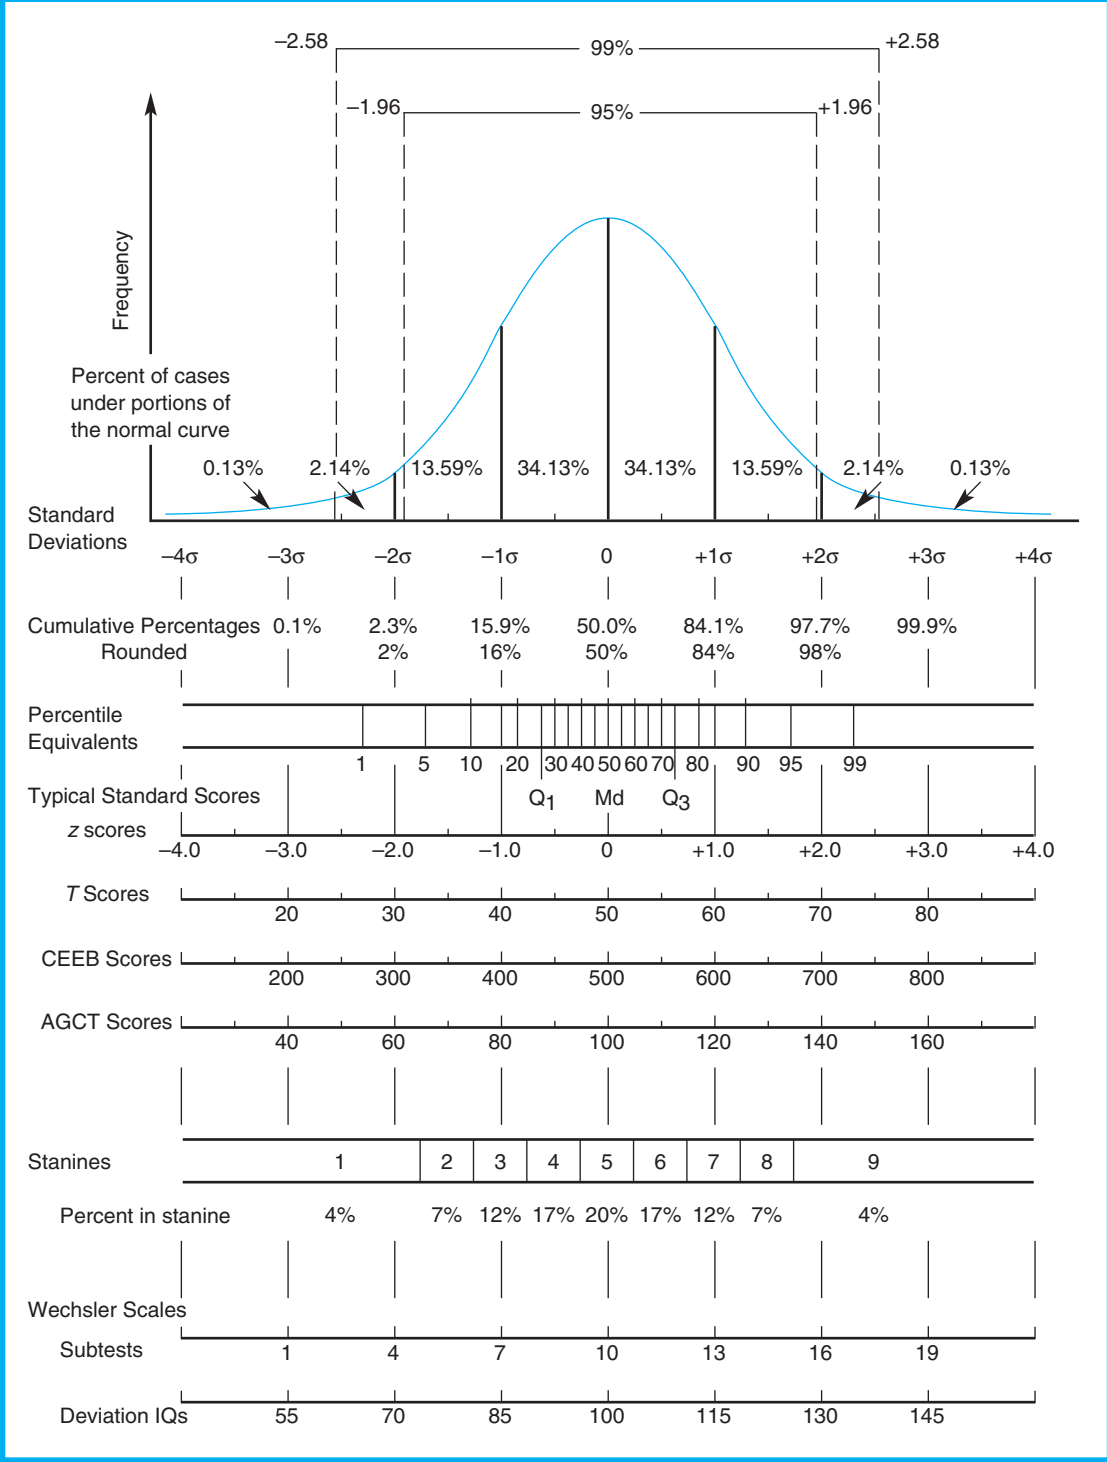 −2.58 99% +2.58
−1.96 95% +1.96
Frequency
Percent of cases
under portions of
the normal curve
0.13% 2.14% 13.59% 34.13% 34.13% 13.59% 2.14% 0.13%
Standard
Deviations
−4σ −3σ −2σ −1σ 0 +1σ +2σ +3σ +4σ
Cumulative Percentages 0.1% 2.3% 15.9% 50.0% 84.1% 97.7% 99.9%
Rounded 2% 16% 50% 84% 98%
Percentile
Equivalents
1 5 10 20 30 40 50 60 70 80 90 95 99
Typical Standard Scores Q1 Md Q3
z scores
−4.0 −3.0 −2.0 −1.0 0 +1.0 +2.0 +3.0 +4.0
T Scores
20 30 40 50 60 70 80
CEEB Scores
200 300 400 500 600 700 800
AGCT Scores
40 60 80 100 120 140 160
Stanines 1 2 3 4 5 6 7 8 9
Percent in stanine 4% 7% 12% 17% 20% 17% 12% 7% 4%
Wechsler Scales
Subtests 1 4 7 10 13 16 19
Deviation IQs 55 70 85 100 115 130 145